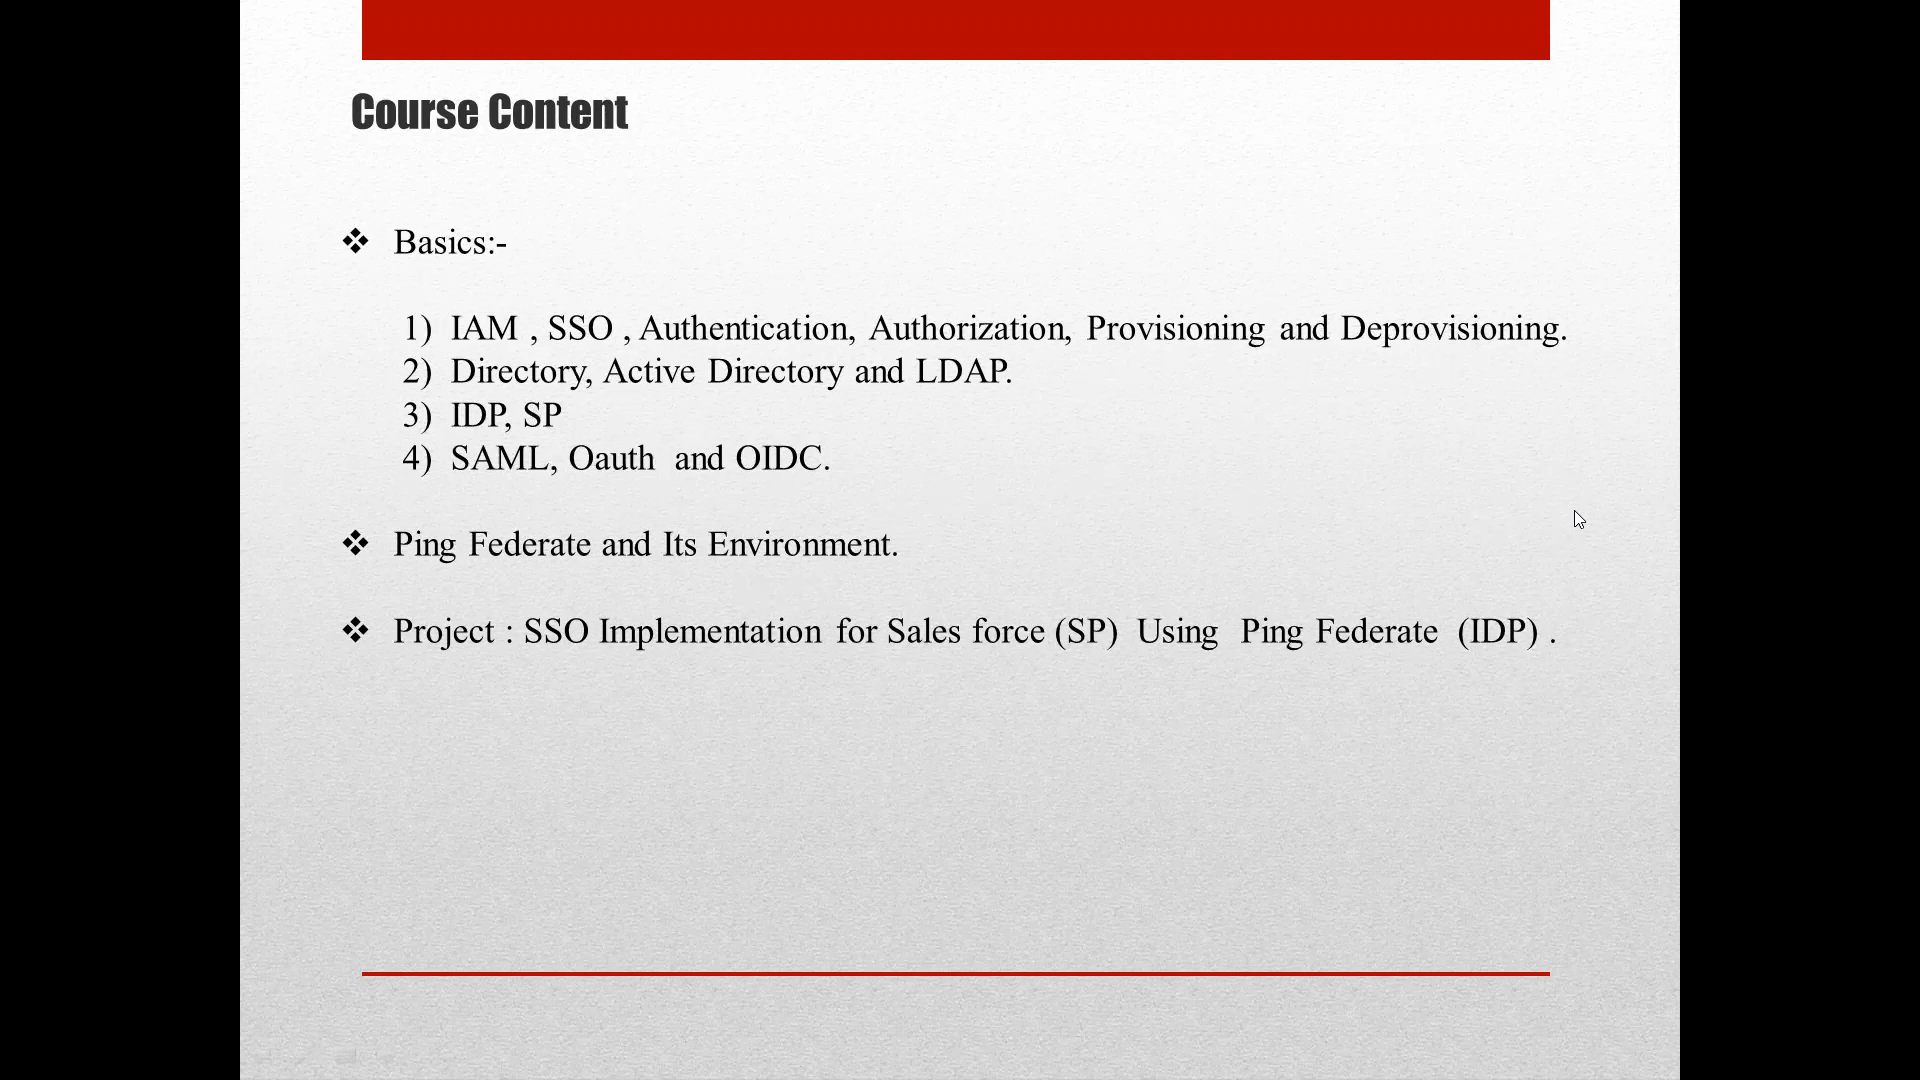 Course Content
❖ Basics:-
1) IAM , SSO , Authentication, Authorization, Provisioning and Deprovisioning.
2) Directory, Active Directory and LDAP.
3) IDP, SP
4) SAML, Oauth and OIDC.
❖ Ping Federate and Its Environment.
❖ Project : SSO Implementation for Sales force (SP) Using Ping Federate (IDP) .